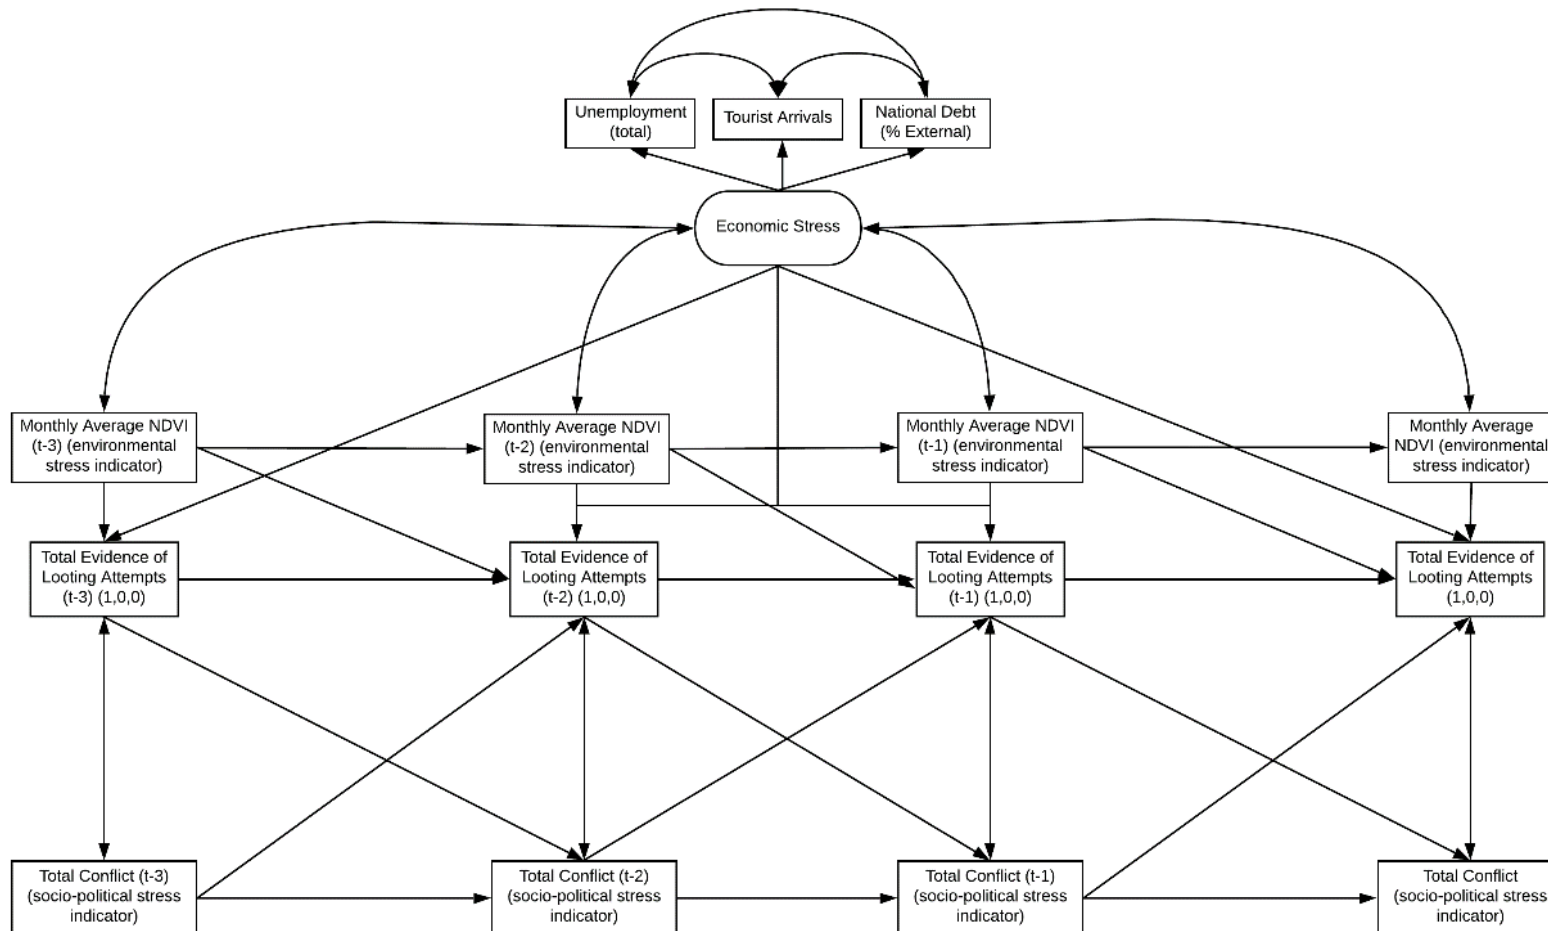 Unemployment
(total)
Tourist Arrivals
National Debt
(% External)
Economic Stress
Monthly Average NDVI
(t-3) (environmental
stress indicator)
Monthly Average NDVI
(t-2) (environmental
stress indicator)
Monthly Average NDVI
(t-1) (environmental
stress indicator)
Monthly Average
NDVI (environmental
stress indicator)
Total Evidence of
Looting Attempts
(t-3) (1,0,0)
Total Evidence of
Looting Attempts
(t-2) (1,0,0)
Total Evidence of
Looting Attempts
(t-1) (1,0,0)
Total Evidence of
Looting Attempts
(1,0,0)
Total Conflict (t-3)
(socio-political stress
indicator)
Total Conflict (t-2)
(socio-political stress
indicator)
Total Conflict (t-1)
(socio-political stress
indicator)
Total Conflict
(socio-political stress
indicator)